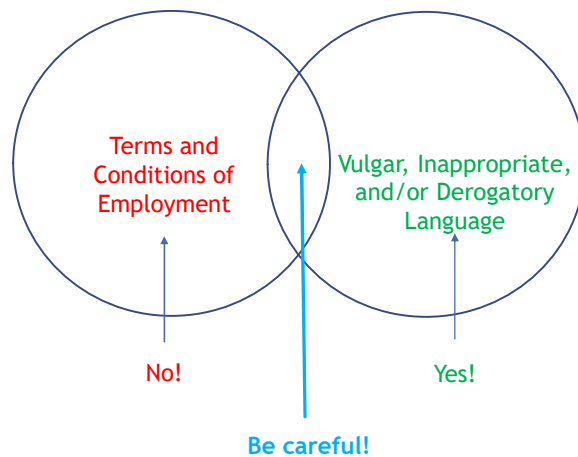 Terms and
Conditions of
Employment
Vulgar, Inappropriate,
and/or Derogatory
Language
No!
Yes!
Be careful!